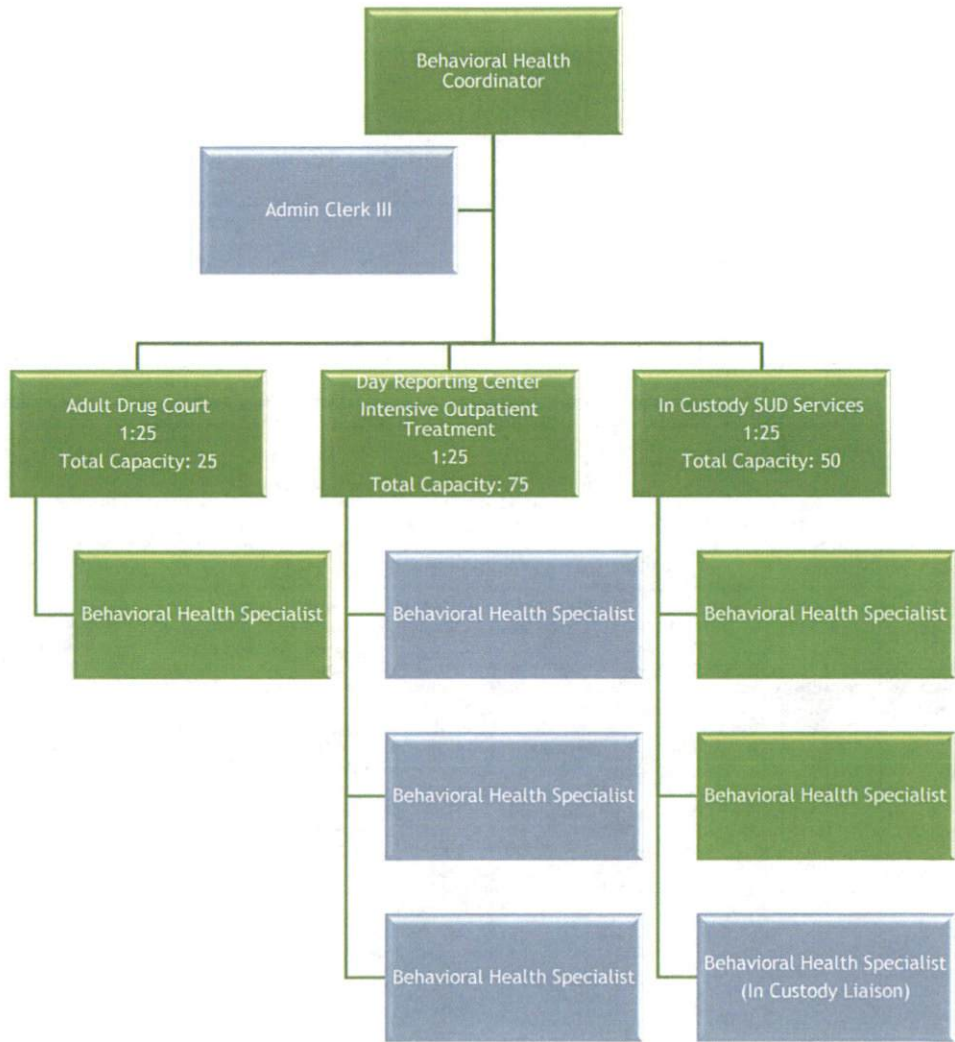 Behavioral Health
Coordinator
Admin Clerk III
Adult Drug Court
1:25
Total Capacity: 25
Day Reporting Center
Intensive Outpatient
Treatment
1:25
Total Capacity: 75
In Custody SUD Services
1:25
Total Capacity: 50
Behavioral Health Specialist
Behavioral Health Specialist
Behavioral Health Specialist
Behavioral Health Specialist
Behavioral Health Specialist
Behavioral Health Specialist
Behavioral Health Specialist
(In Custody Liaison)